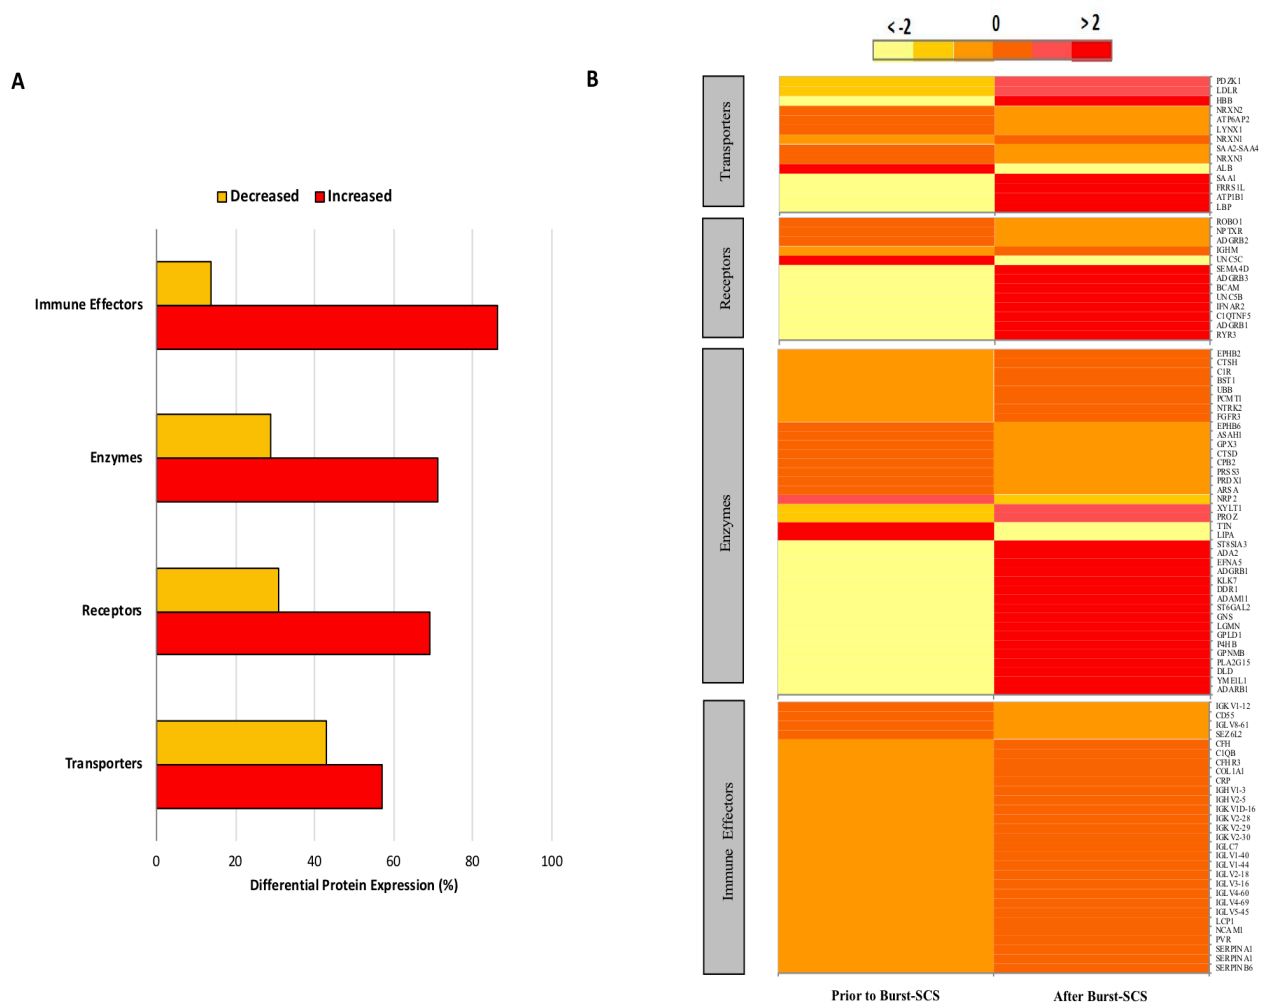 A
Decreased Increased
Immune Effectors
Enzymes
Receptors
Transporters
0 20 40 60 80 100
Differential Protein Expression (%)
B
< -2 0 > 2
Transporters
PDZK1
LDLR
HBB
NRXN2
ATP6AP2
LYNX1
NRXN1
SAA2-SAA4
NRXN3
ALB
SAA1
FRRS1L
ATP1B1
LBP
Receptors
ROBO1
NPTXR
ADGRB2
IGHM
UNC5C
SEMA4D
ADGRB3
BCAM
UNC5B
IFNAR2
C1QTNF5
ADGRB1
RYR3
Enzymes
EPHB2
CTSH
C1R
BST1
UBB
PCMT1
NTRK2
FGFR3
EPHB6
ASAH1
GPX3
CTSD
CPB2
PRSS3
PRDX1
ARSA
NRP2
XYLT1
PROZ
TTN
LIPA
ST8SIA3
ADA2
EFNA5
ADGRB1
KLK7
DDR1
ADAM11
ST6GAL2
GNS
LGMN
GPLD1
P4HB
GPNMB
PLA2G15
DLD
YME1L1
ADARB1
Immune Effectors
IGKV1-12
CD55
IGLV8-61
SEZ6L2
CFH
C1QB
CFHR3
COL1A1
CRP
IGHV1-3
IGHV2-5
IGKV1D-16
IGKV2-28
IGKV2-29
IGKV2-30
IGLC7
IGLV1-40
IGLV1-44
IGLV2-18
IGLV3-16
IGLV4-60
IGLV4-69
IGLV5-45
LCP1
NCAM1
PVR
SERPINA1
SERPINA1
SERPINB6
Prior to Burst-SCS After Burst-SCS